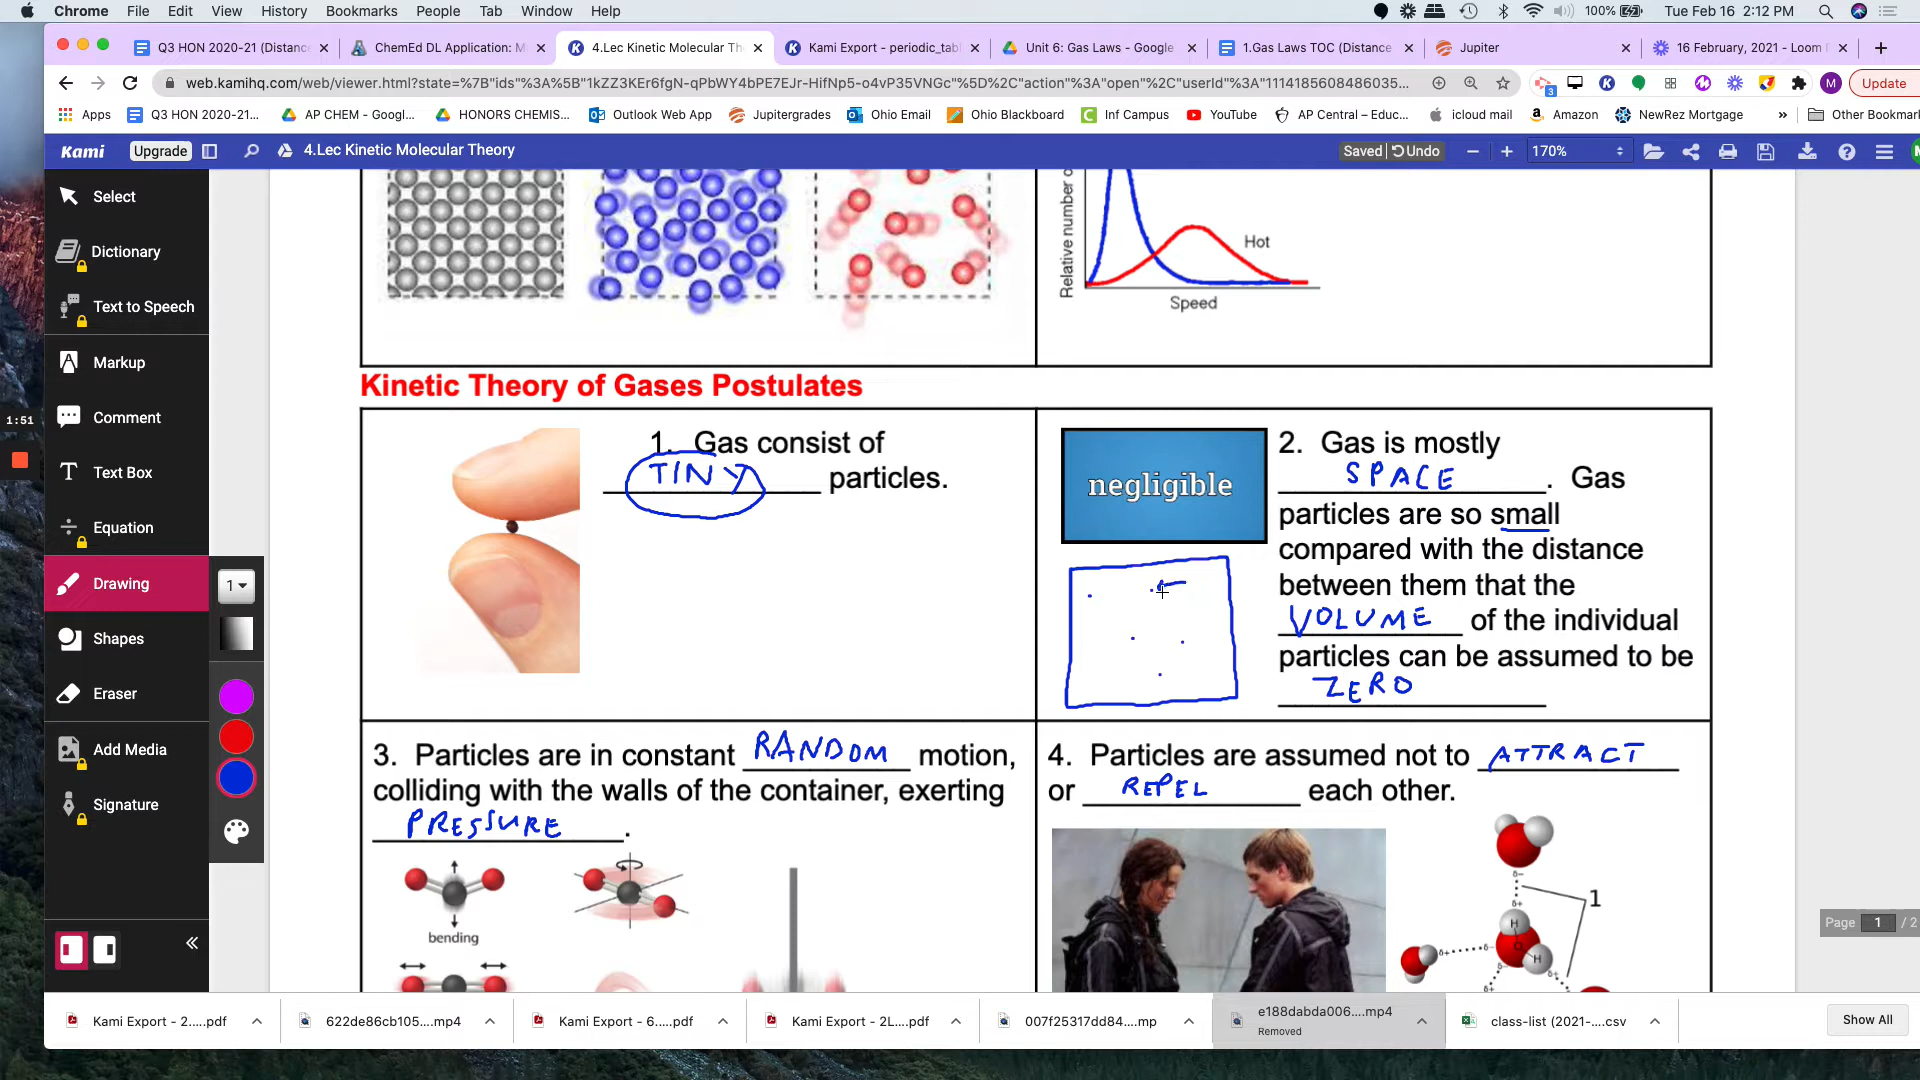 Chrome File Edit View History Bookmarks People Tab Window Help 100% Tue Feb 16 2:12 PM
Q3 HON 2020-21 (Distanc × ChemEd DL Application: M × 4.Lec Kinetic Molecular Th × Kami Export - periodic_tab × Unit 6: Gas Laws - Google × 1.Gas Laws TOC (Distance × Jupiter × 16 February, 2021 - Loom ×
web.kamihq.com/web/viewer.html?state=%7B"ids"%3A%5B"1kZZ3KEr6fgN-qPbWY4bPE7EJr-HifNp5-o4vP35VNGc"%5D%2C"action"%3A"open"%2C"userId"%3A"1114185608486035... 3 M Update
Apps Q3 HON 2020-21... AP CHEM - Googl... HONORS CHEMIS... Outlook Web App Jupitergrades Ohio Email Ohio Blackboard Inf Campus YouTube AP Central – Educ... icloud mail Amazon NewRez Mortgage » Other Bookmark
Kami Upgrade 4.Lec Kinetic Molecular Theory Saved Undo 170%
Select
Dictionary
Text to Speech
Markup
Comment
Text Box
Equation
Drawing
Shapes
Eraser
Add Media
Signature
1:51
1
Relative number o
Hot
Speed
Kinetic Theory of Gases Postulates
1. Gas consist of
TINY particles.
negligible
2. Gas is mostly
SPACE. Gas
particles are so small
compared with the distance
between them that the
VOLUME of the individual
particles can be assumed to be
ZERO
3. Particles are in constant RANDOM motion,
colliding with the walls of the container, exerting
PRESSURE.
bending
4. Particles are assumed not to ATTRACT
or REPEL each other.
1
δ−
δ+
H
O
H
δ+ δ−
δ− δ+
δ+
Page 1 / 2
Kami Export - 2....pdf 622de86cb105....mp4 Kami Export - 6....pdf Kami Export - 2L....pdf 007f25317dd84....mp e188dabda006....mp4 class-list (2021-....csv Show All
Removed